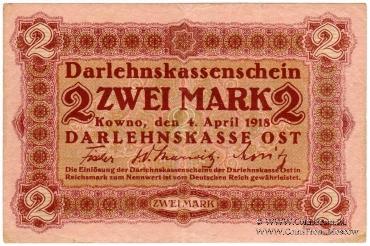 2 2
Darlehnskassenschein
2 ZWEI MARK 2
Kowno, den 4. April 1918
DARLEHNSKASSE OST
Die Einlösung der Darlehnskassenscheine der Darlehnskasse Ost in
Reichsmark zum Nennwert ist vom Deutschen Reich gewährleistet.
2 ZWEI MARK 2